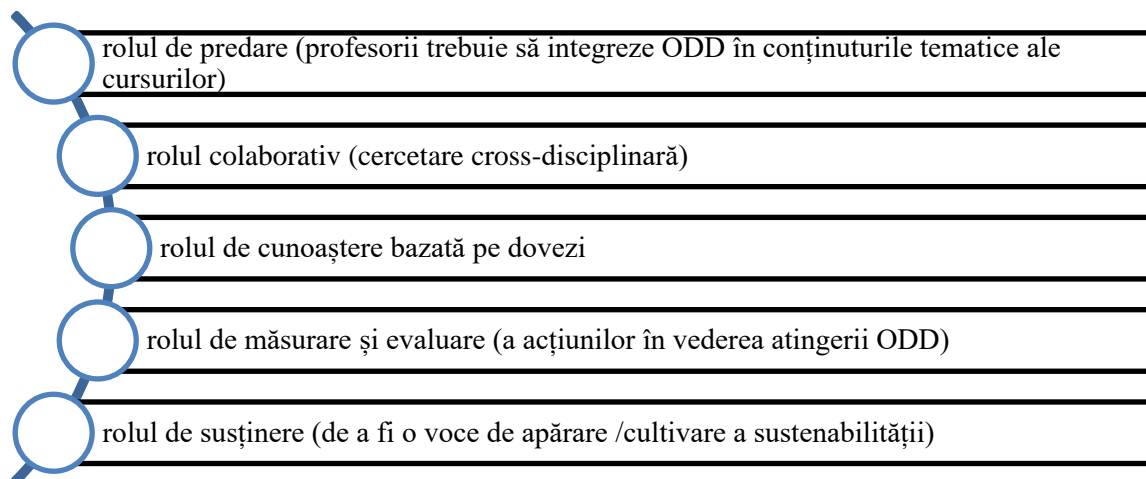 rolul de predare (profesorii trebuie să integreze ODD în conținuturile tematice ale
cursurilor)
rolul colaborativ (cercetare cross-disciplinară)
rolul de cunoaștere bazată pe dovezi
rolul de măsurare și evaluare (a acțiunilor în vederea atingerii ODD)
rolul de susținere (de a fi o voce de apărare /cultivare a sustenabilității)